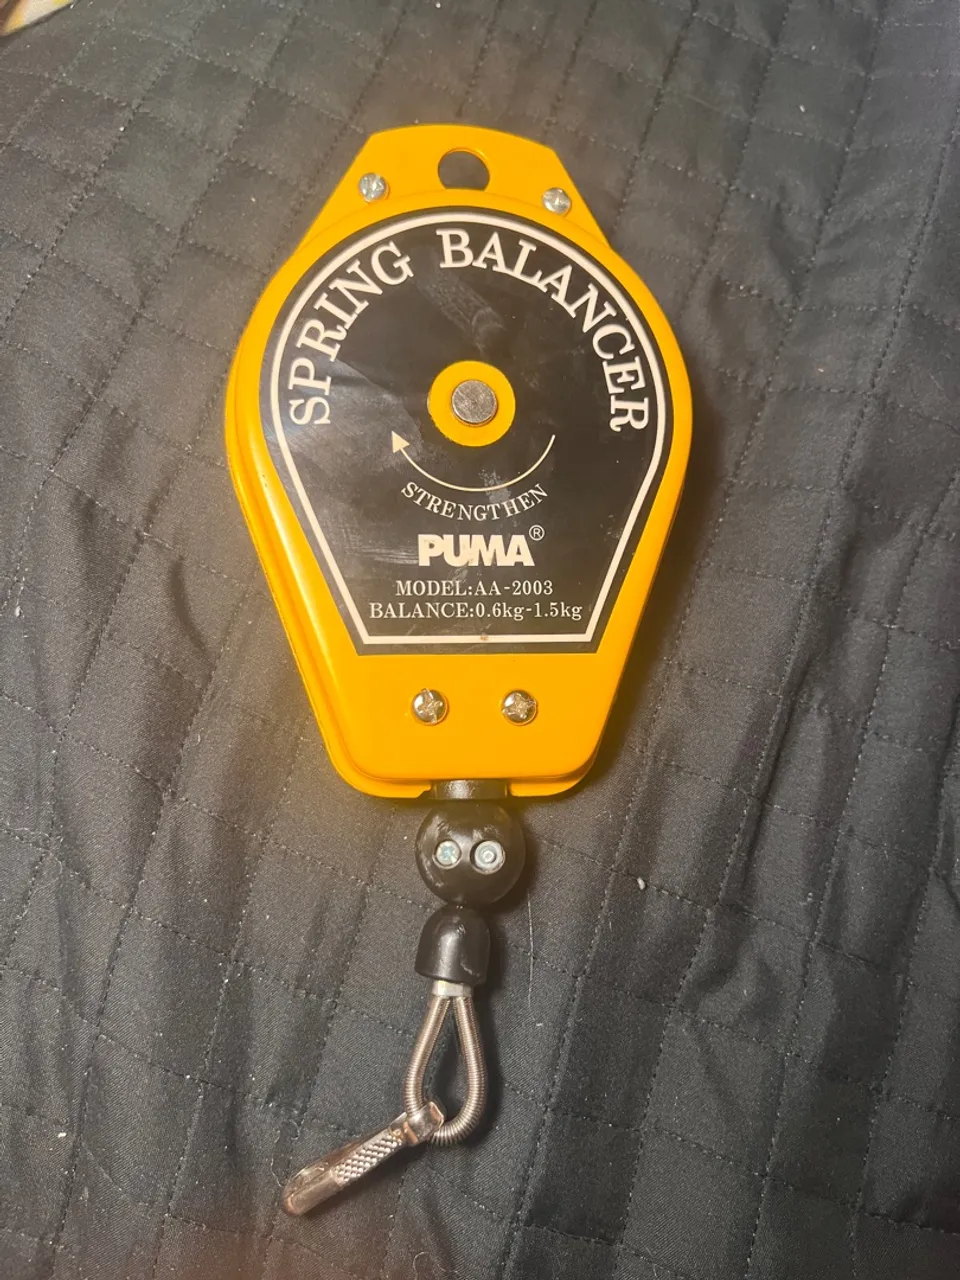 SPRING BALANCER
STRENGTHEN
PUMA®
MODEL:AA-2003
BALANCE:0.6kg-1.5kg